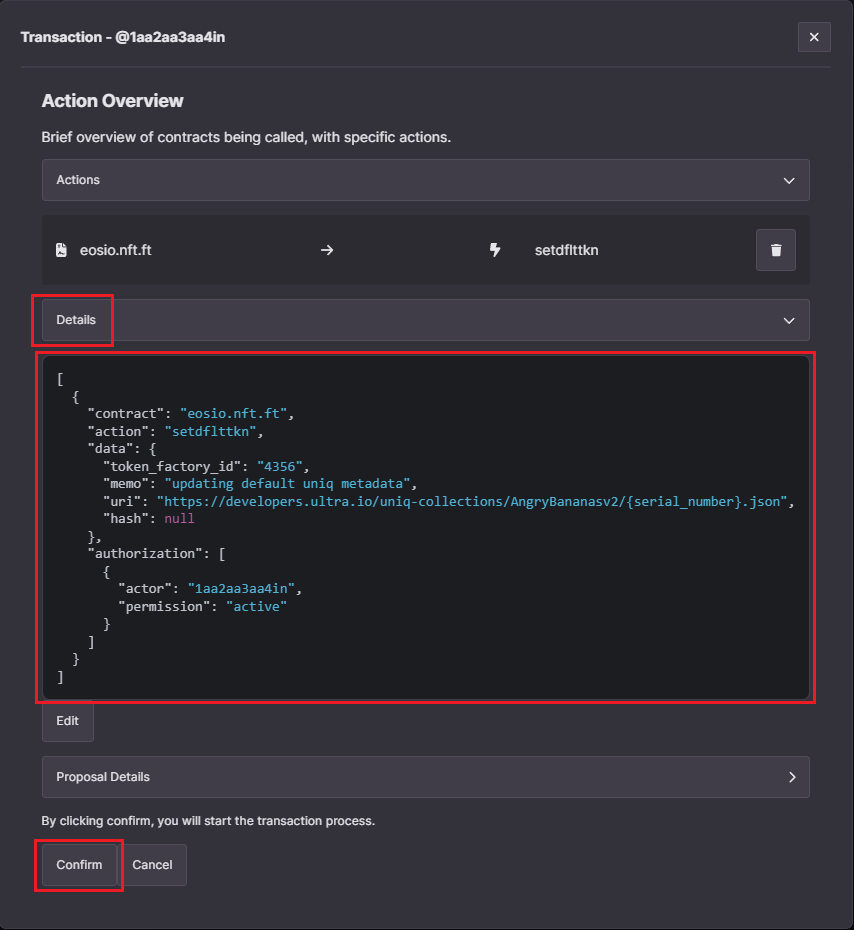 Transaction - @1aa2aa3aa4in
Action Overview
Brief overview of contracts being called, with specific actions.
Actions
eosio.nft.ft setdflttkn
Details
[
  {
    "contract": "eosio.nft.ft",
    "action": "setdflttkn",
    "data": {
      "token_factory_id": "4356",
      "memo": "updating default uniq metadata",
      "uri": "https://developers.ultra.io/uniq-collections/AngryBananasv2/{serial_number}.json",
      "hash": null
    },
    "authorization": [
      {
        "actor": "1aa2aa3aa4in",
        "permission": "active"
      }
    ]
  }
]
Edit
Proposal Details
By clicking confirm, you will start the transaction process.
Confirm Cancel